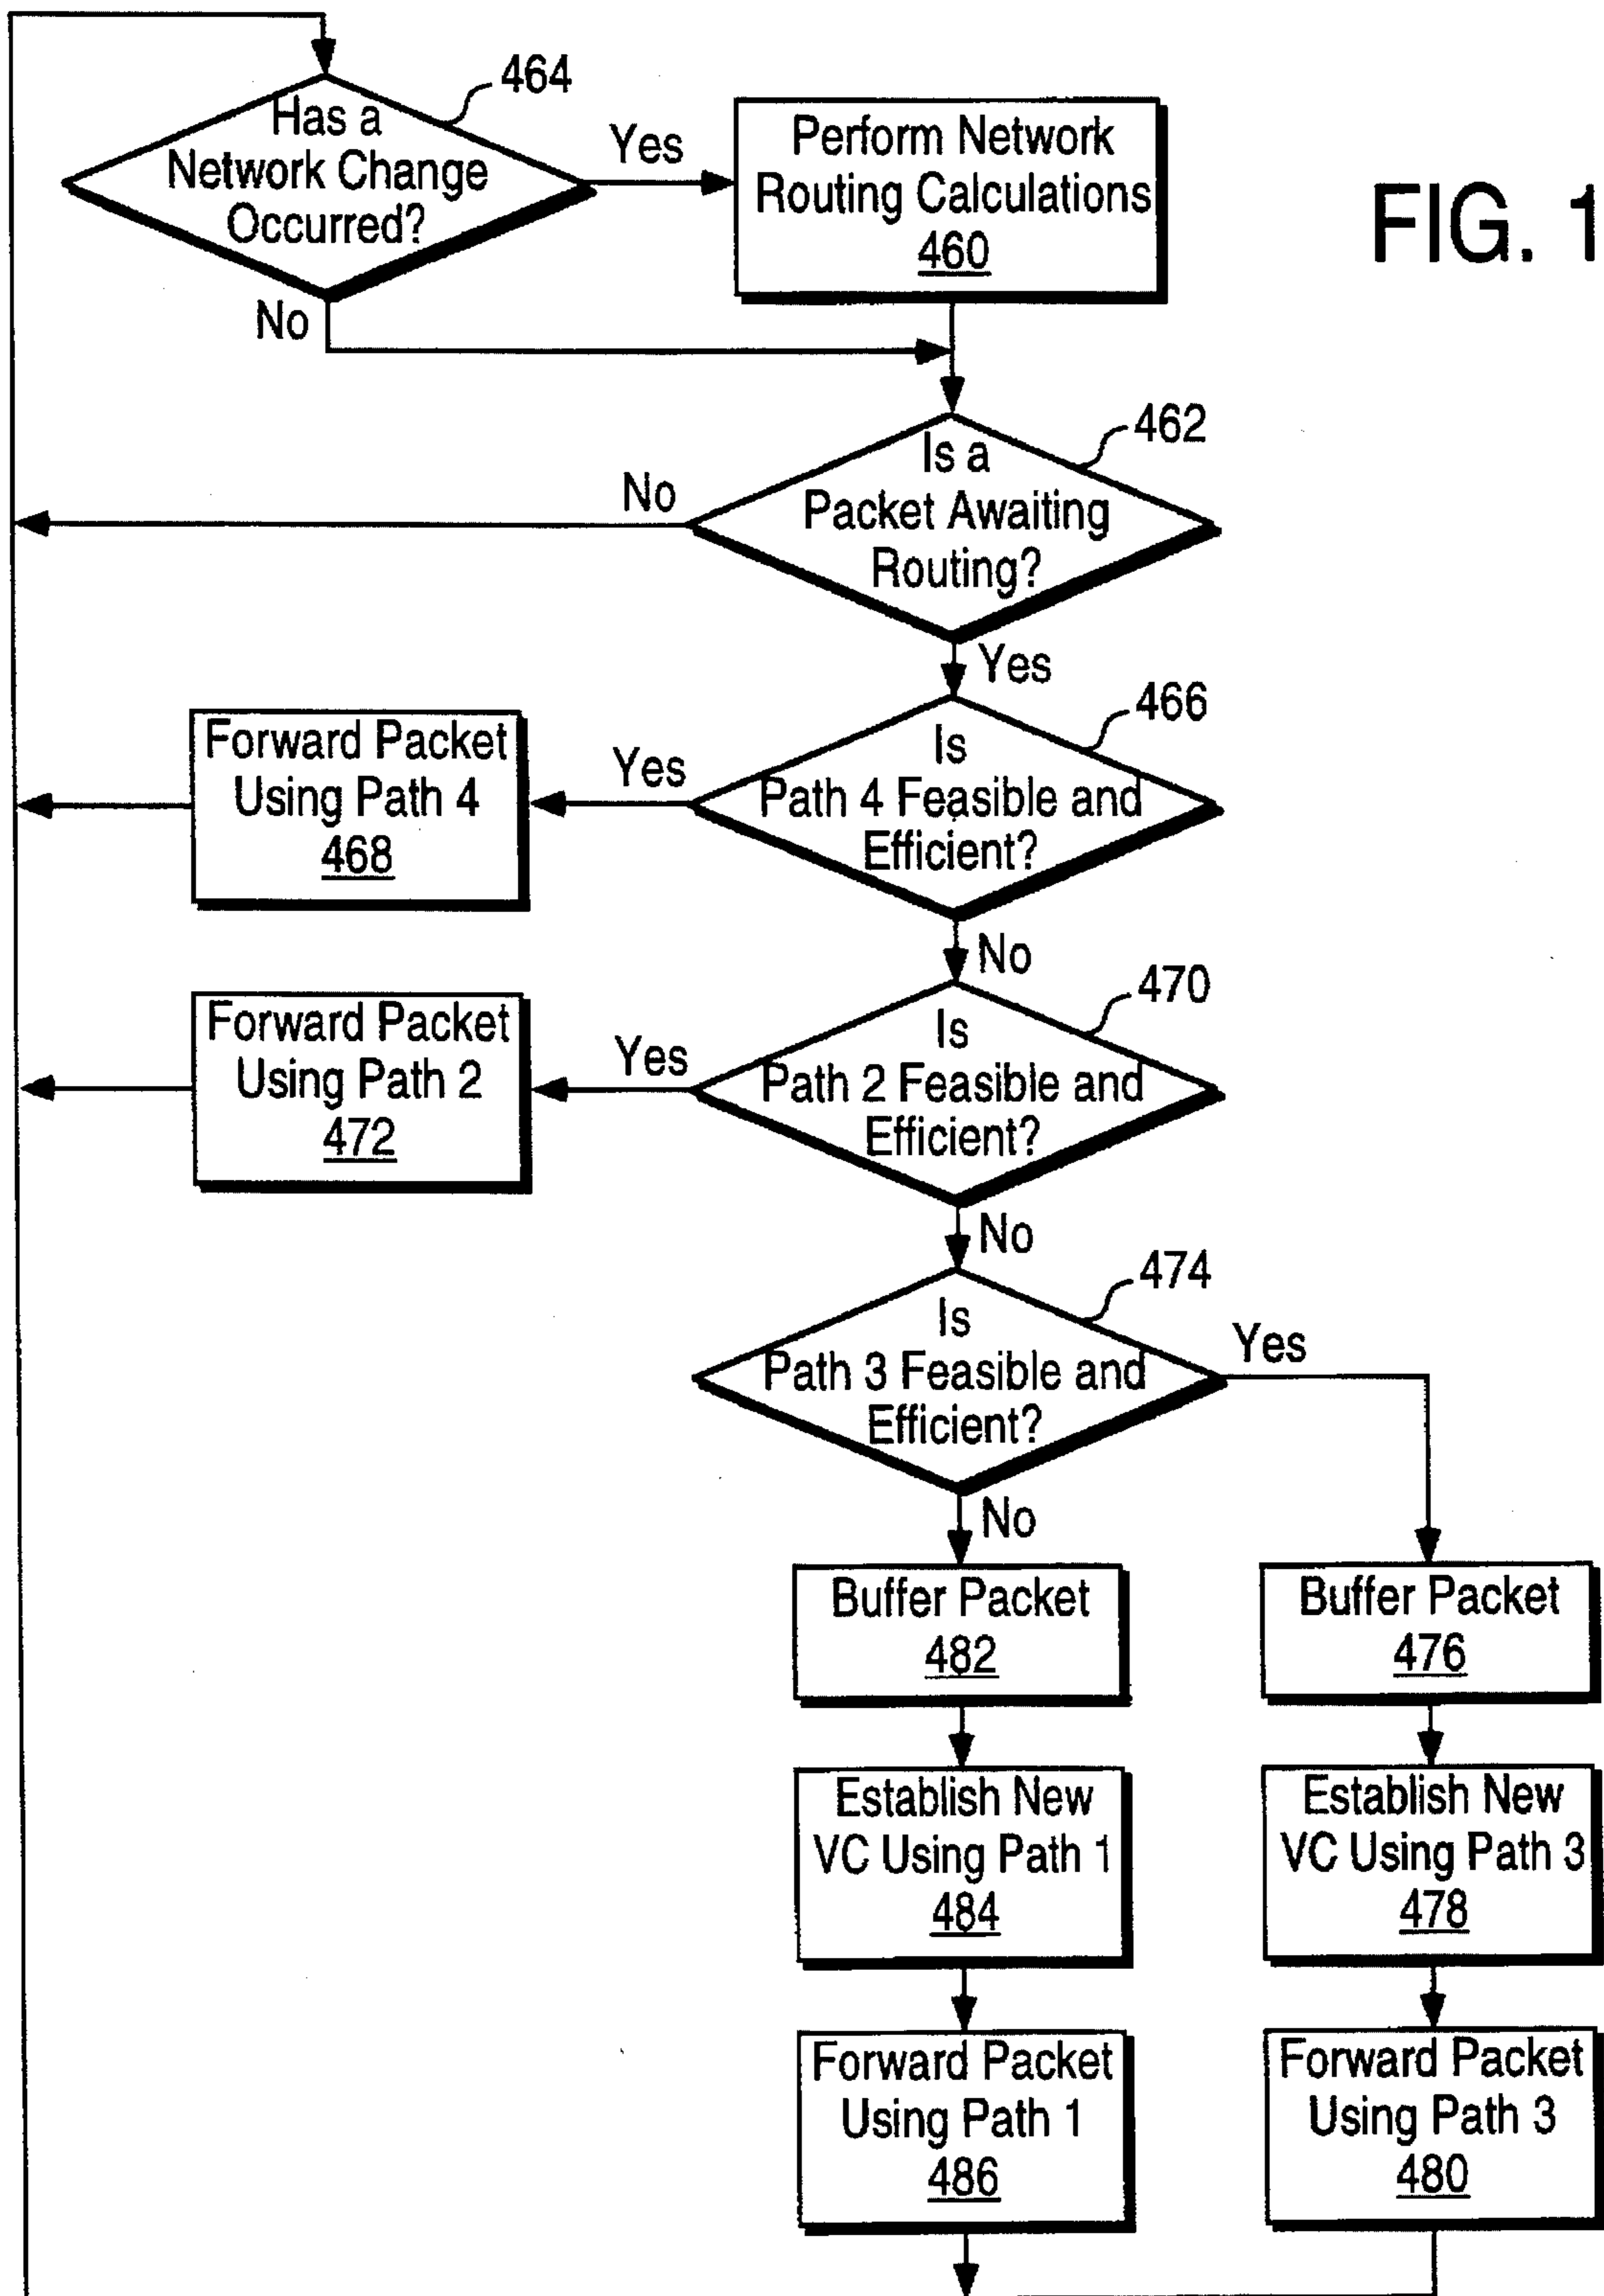 464
Has a
Network Change
Occurred?
Yes
No
Perform Network
Routing Calculations
460
FIG. 1
462
Is a
Packet Awaiting
Routing?
No
Yes
466
Is
Path 4 Feasible and
Efficient?
Yes
No
Forward Packet
Using Path 4
468
470
Is
Path 2 Feasible and
Efficient?
Yes
No
Forward Packet
Using Path 2
472
474
Is
Path 3 Feasible and
Efficient?
Yes
No
Buffer Packet
482
Establish New
VC Using Path 1
484
Forward Packet
Using Path 1
486
Buffer Packet
476
Establish New
VC Using Path 3
478
Forward Packet
Using Path 3
480